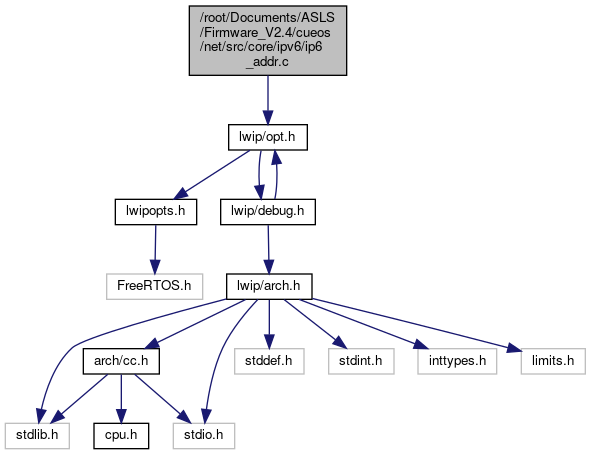 /root/Documents/ASLS
/Firmware_V2.4/cueos
/net/src/core/ipv6/ip6
_addr.c
lwip/opt.h
lwipopts.h
lwip/debug.h
FreeRTOS.h
lwip/arch.h
arch/cc.h
stddef.h
stdint.h
inttypes.h
limits.h
stdlib.h
cpu.h
stdio.h